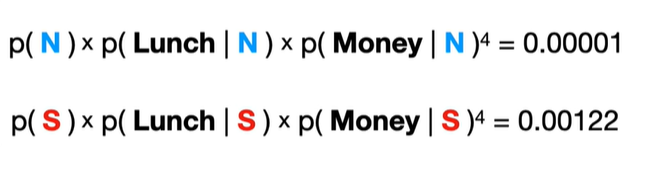 p( N ) × p( Lunch | N ) × p( Money | N )⁴ = 0.00001
p( S ) × p( Lunch | S ) × p( Money | S )⁴ = 0.00122